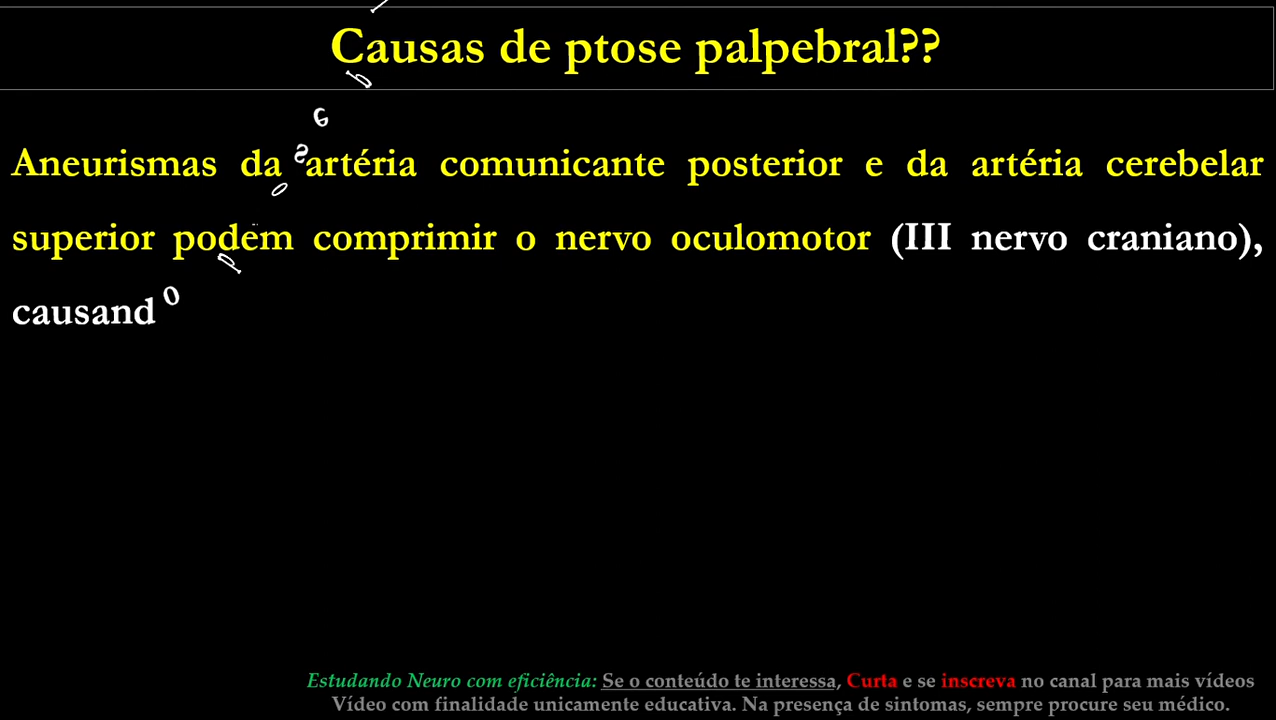 Causas de ptose palpebral??
Aneurismas da artéria comunicante posterior e da artéria cerebelar
superior podem comprimir o nervo oculomotor (III nervo craniano),
causando
Estudando Neuro com eficiência: Se o conteúdo te interessa, Curta e se inscreva no canal para mais vídeos
Vídeo com finalidade unicamente educativa. Na presença de sintomas, sempre procure seu médico.